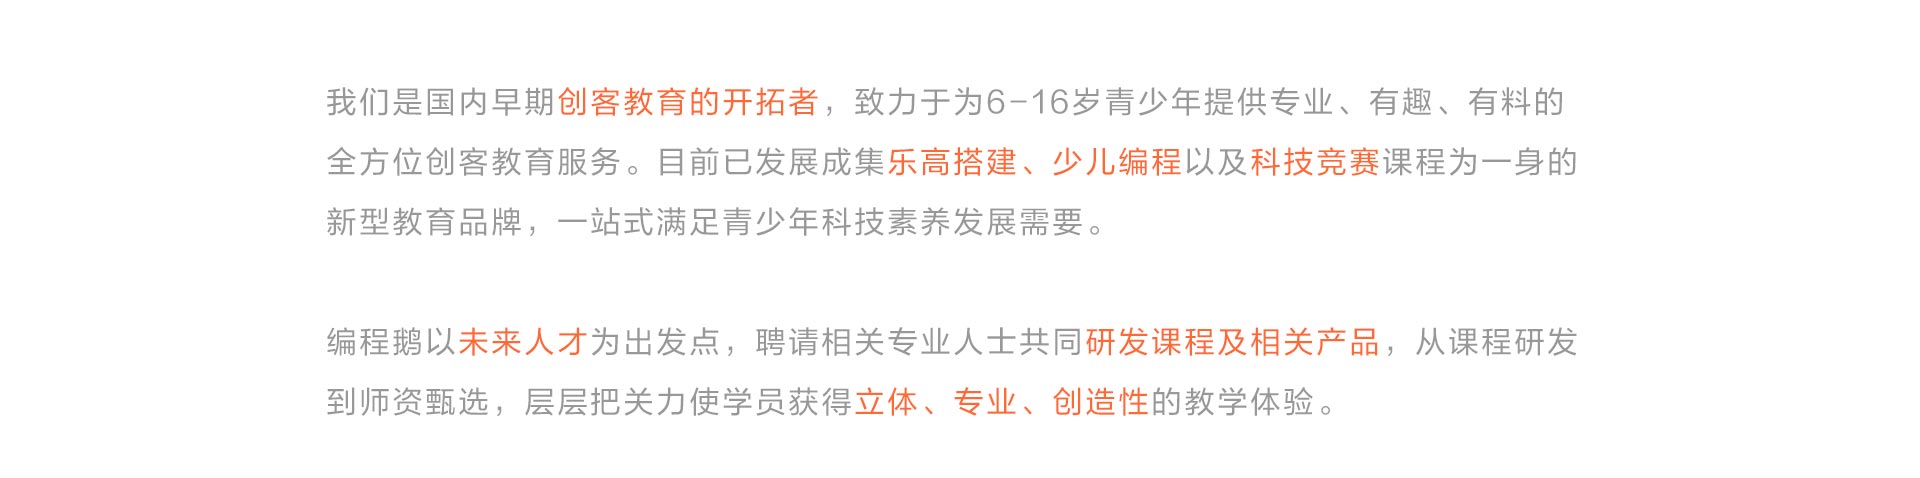 我们是国内早期创客教育的开拓者，致力于为6-16岁青少年提供专业、有趣、有料的
全方位创客教育服务。目前已发展成集乐高搭建、少儿编程以及科技竞赛课程为一身的
新型教育品牌，一站式满足青少年科技素养发展需要。
编程鹅以未来人才为出发点，聘请相关专业人士共同研发课程及相关产品，从课程研发
到师资甄选，层层把关力使学员获得立体、专业、创造性的教学体验。